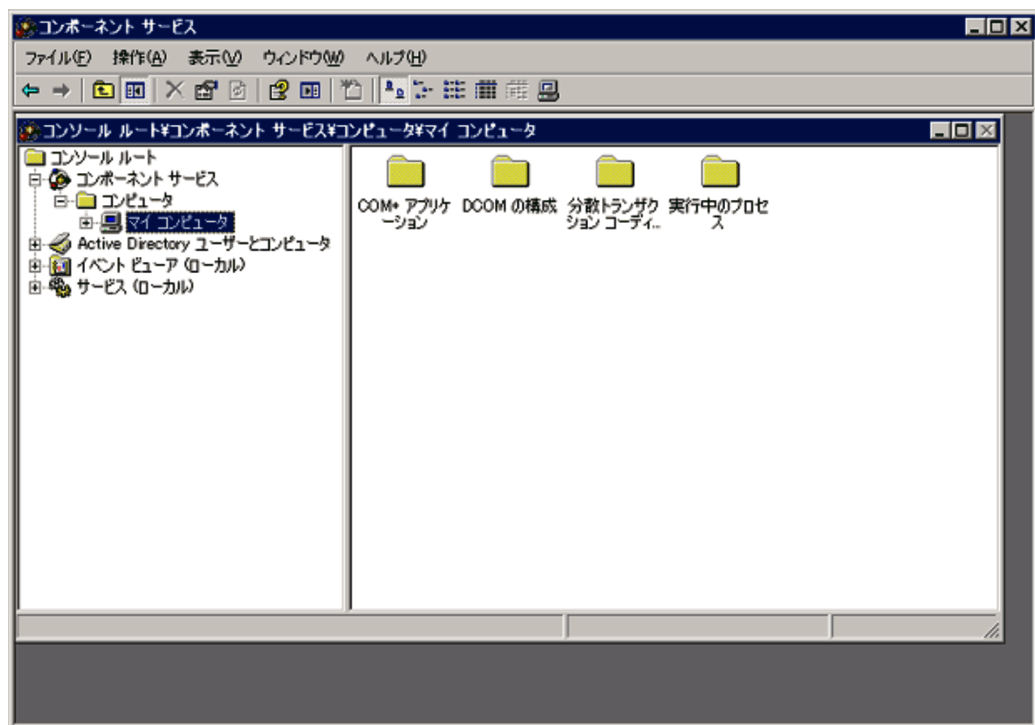 コンポーネント サービス
ファイル(F) 操作(A) 表示(V) ウィンドウ(W) ヘルプ(H)
コンソール ルート¥コンポーネント サービス¥コンピュータ¥マイ コンピュータ
コンソール ルート
コンポーネント サービス
コンピュータ
マイ コンピュータ
Active Directory ユーザーとコンピュータ
イベント ビューア (ローカル)
サービス (ローカル)
COM+ アプリケ
ーション
DCOM の構成
分散トランザク
ション コーディ...
実行中のプロセ
ス